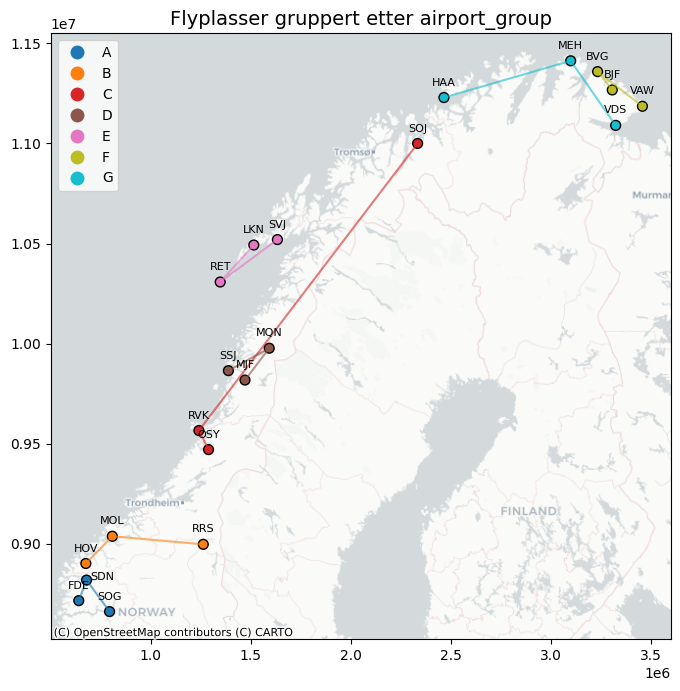 Flyplasser gruppert etter airport_group
1e7
1.15
1.10
1.05
1.00
0.95
0.90
A
B
C
D
E
F
G
MEH
BVG
BJF
HAA
VAW
VDS
SOJ
Tromsø
Murman
LKN
SVJ
RET
MQN
SSJ
MJF
RVK
OSY
Trondheim
FINLAND
MOL
RRS
HOV
SDN
FDE
SOG
NORWAY
(C) OpenStreetMap contributors (C) CARTO
1.0
1.5
2.0
2.5
3.0
3.5
1e6